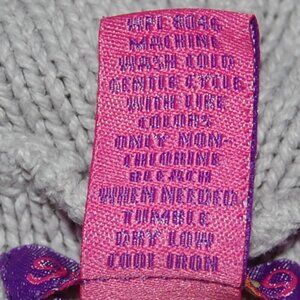 WPL 8046
MACHINE
WASH COLD
GENTLE CYCLE
WITH LIKE
COLORS
ONLY NON-
CHLORINE
BLEACH
WHEN NEEDED
TUMBLE
DRY LOW
COOL IRON